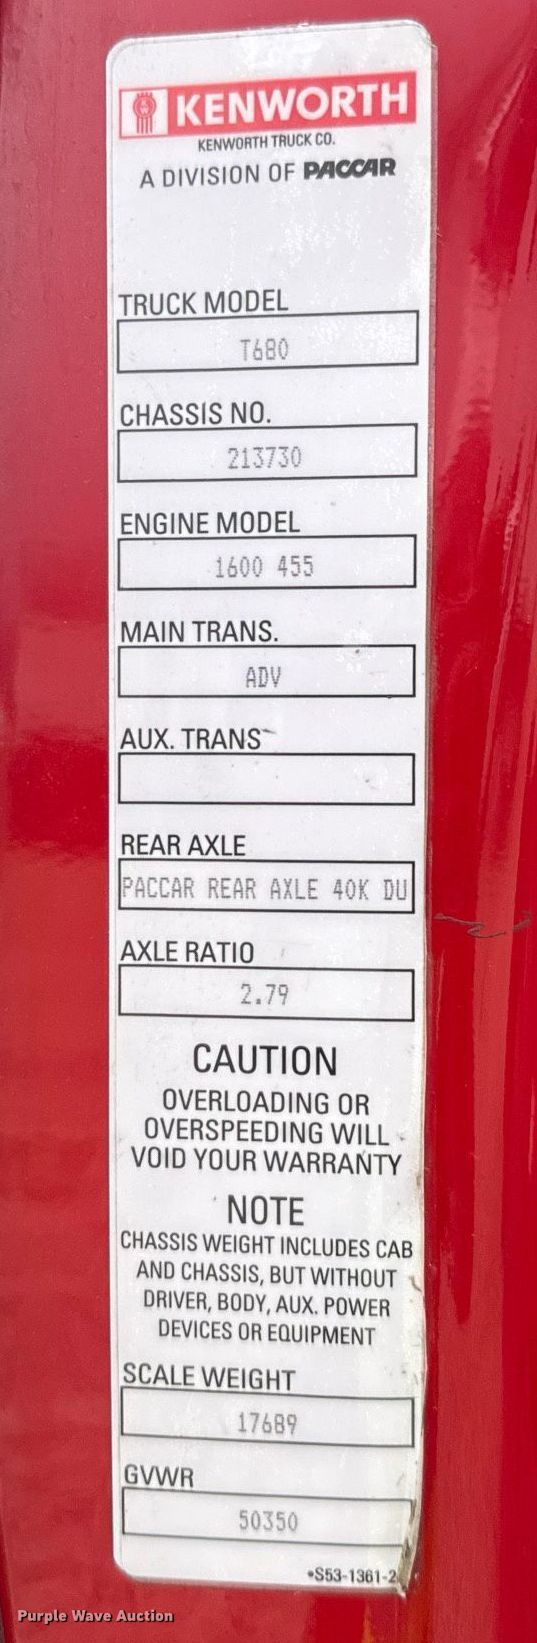 KENWORTH
KENWORTH TRUCK CO.
A DIVISION OF PACCAR
TRUCK MODEL
T680
CHASSIS NO.
213730
ENGINE MODEL
1600 455
MAIN TRANS.
ADV
AUX. TRANS
REAR AXLE
PACCAR REAR AXLE 40K DU
AXLE RATIO
2.79
CAUTION
OVERLOADING OR
OVERSPEEDING WILL
VOID YOUR WARRANTY
NOTE
CHASSIS WEIGHT INCLUDES CAB
AND CHASSIS, BUT WITHOUT
DRIVER, BODY, AUX. POWER
DEVICES OR EQUIPMENT
SCALE WEIGHT
17689
GVWR
50350
•S53-1361-2
Purple Wave Auction